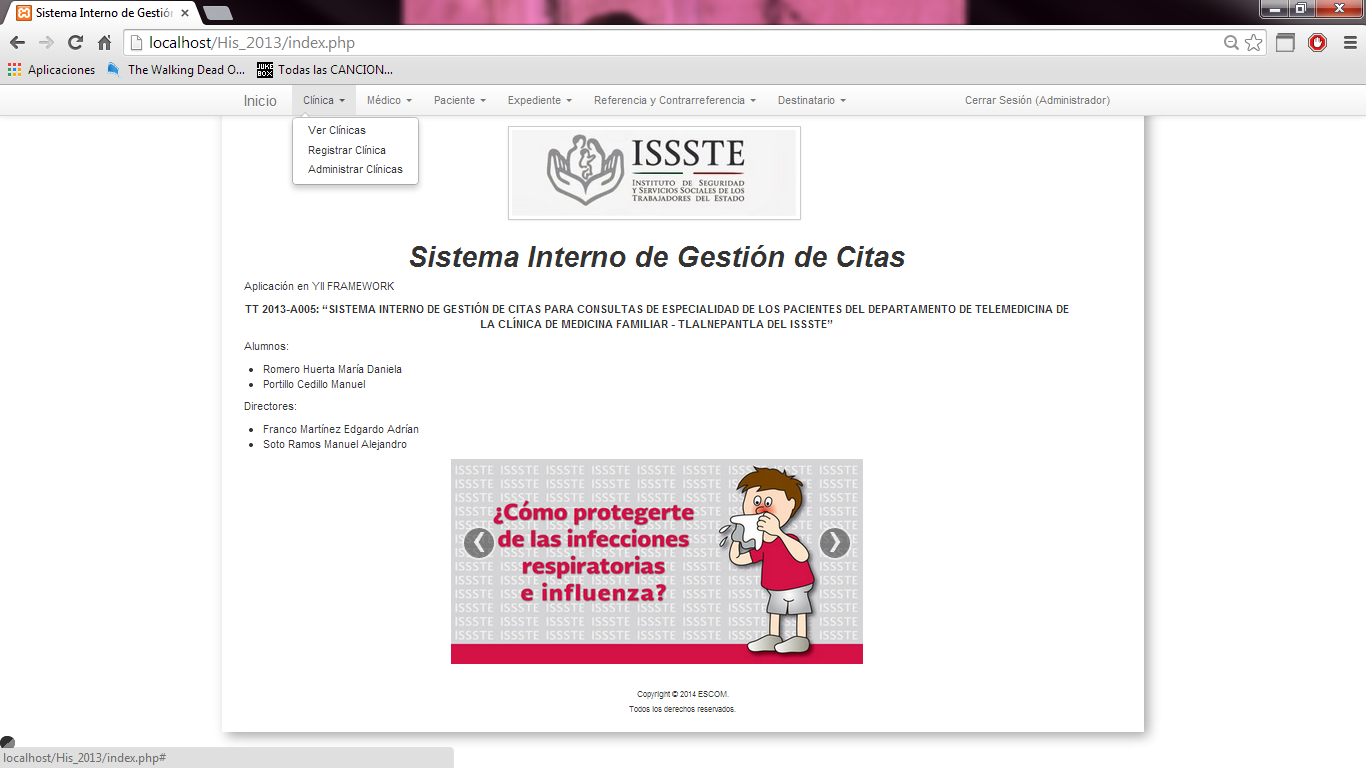 Sistema Interno de Gestión
localhost/His_2013/index.php
Aplicaciones
The Walking Dead O...
JUKE BOX
Todas las CANCION...
Inicio
Clínica
Médico
Paciente
Expediente
Referencia y Contrarreferencia
Destinatario
Cerrar Sesión (Administrador)
Ver Clínicas
Registrar Clínica
Administrar Clínicas
ISSSTE
INSTITUTO DE SEGURIDAD
Y SERVICIOS SOCIALES DE LOS
TRABAJADORES DEL ESTADO
Sistema Interno de Gestión de Citas
Aplicación en YII FRAMEWORK
TT 2013-A005: “SISTEMA INTERNO DE GESTIÓN DE CITAS PARA CONSULTAS DE ESPECIALIDAD DE LOS PACIENTES DEL DEPARTAMENTO DE TELEMEDICINA DE
LA CLÍNICA DE MEDICINA FAMILIAR - TLALNEPANTLA DEL ISSSTE”
Alumnos:
Romero Huerta María Daniela
Portillo Cedillo Manuel
Directores:
Franco Martínez Edgardo Adrían
Soto Ramos Manuel Alejandro
¿Cómo protegerte
de las infecciones
respiratorias
e influenza?
Copyright © 2014 ESCOM.
Todos los derechos reservados.
localhost/His_2013/index.php#